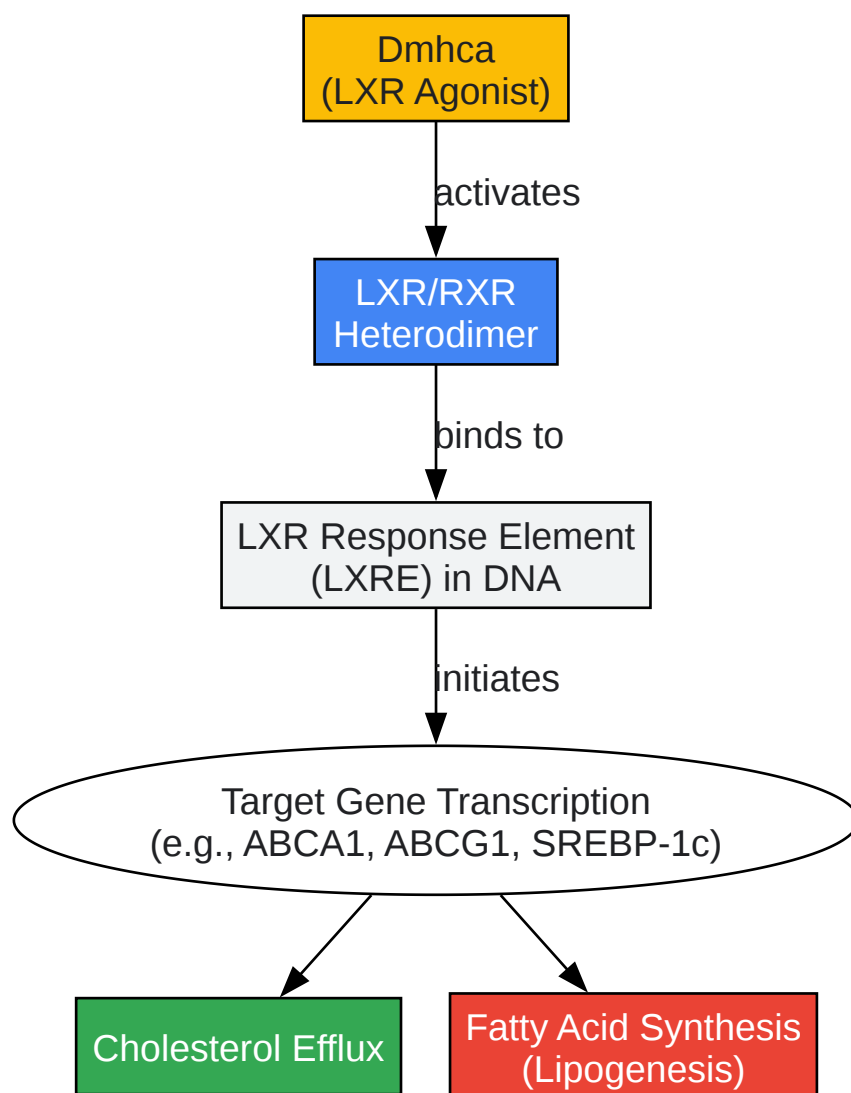 Dmhca
(LXR Agonist)
activates
LXR/RXR
Heterodimer
binds to
LXR Response Element
(LXRE) in DNA
initiates
Target Gene Transcription
(e.g., ABCA1, ABCG1, SREBP-1c)
Cholesterol Efflux
Fatty Acid Synthesis
(Lipogenesis)